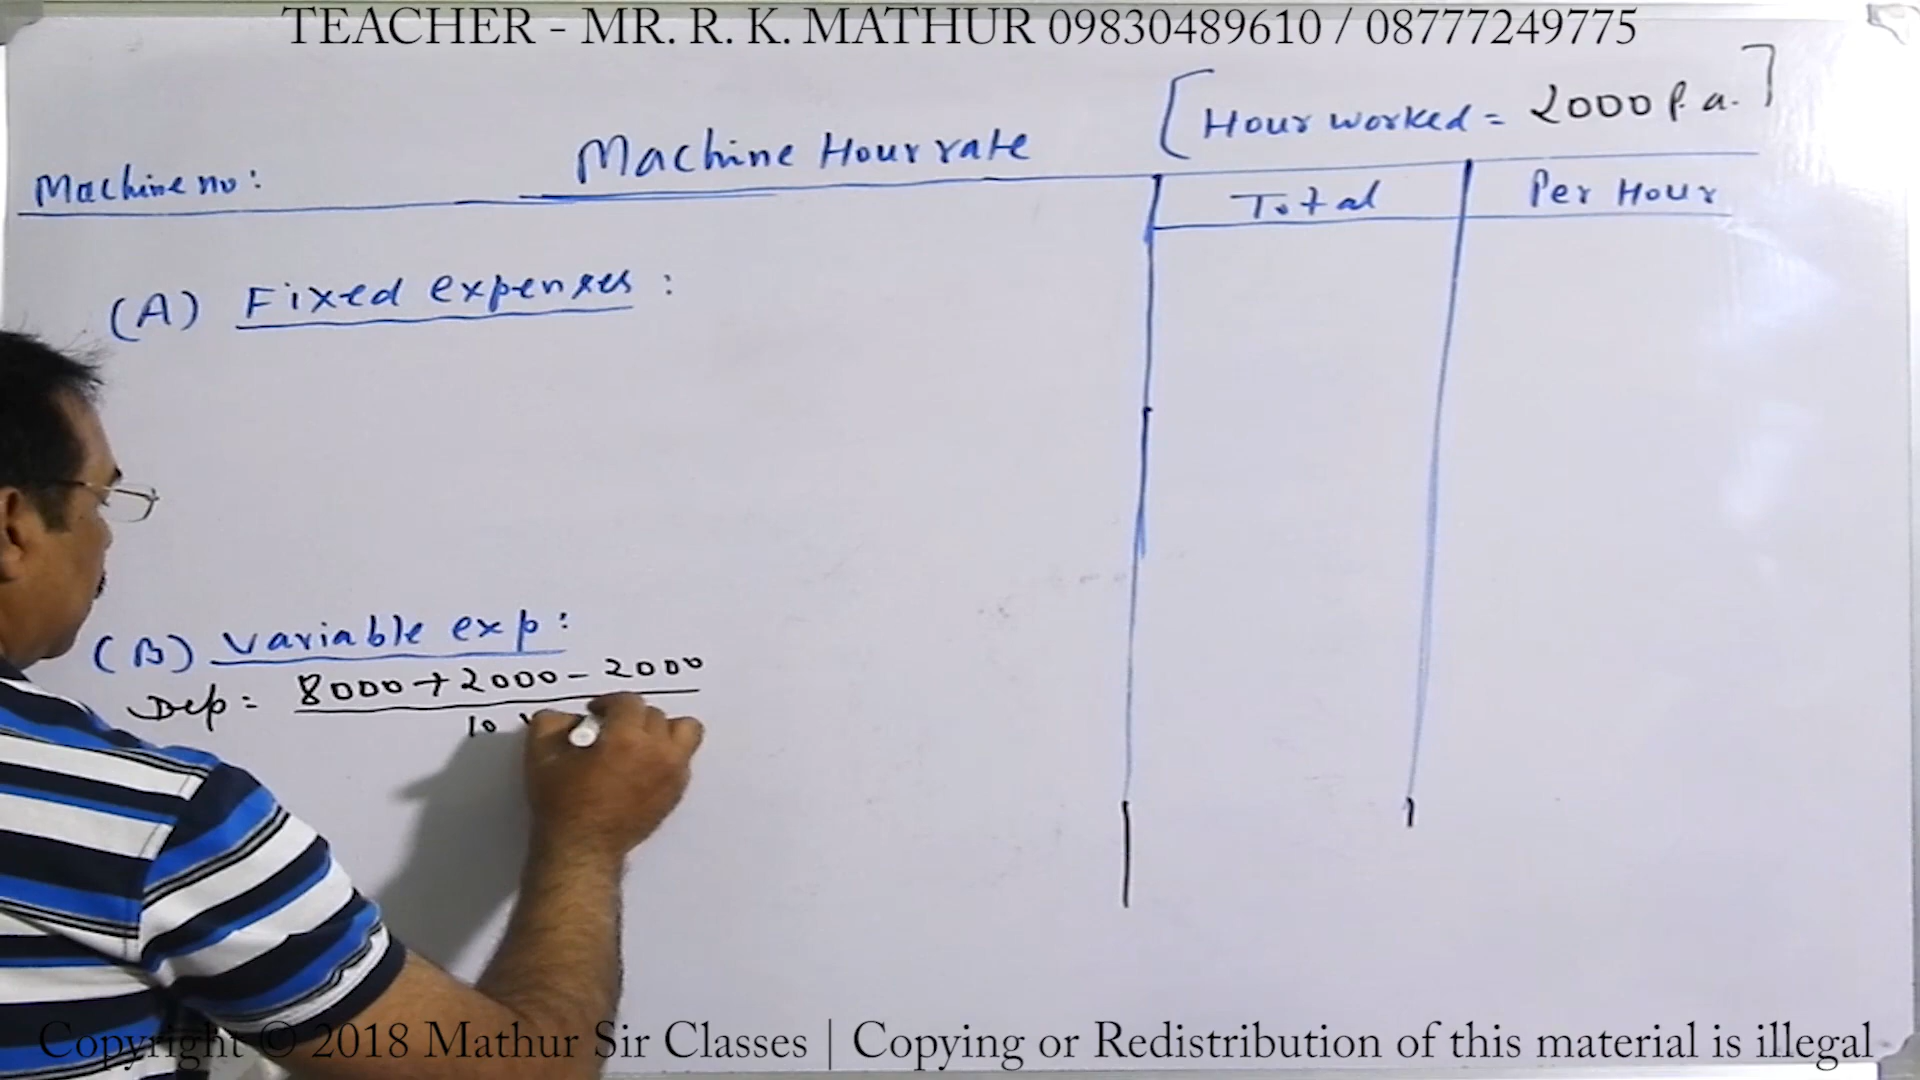 TEACHER - MR. R. K. MATHUR 09830489610 / 08777249775
[Hour worked = 2000 p.a.]
Machine no: Machine Hour rate
Total Per Hour
(A) Fixed expenses :
(B) Variable exp:
Dep = 8000 + 2000 - 2000
10
Copyright © 2018 Mathur Sir Classes | Copying or Redistribution of this material is illegal